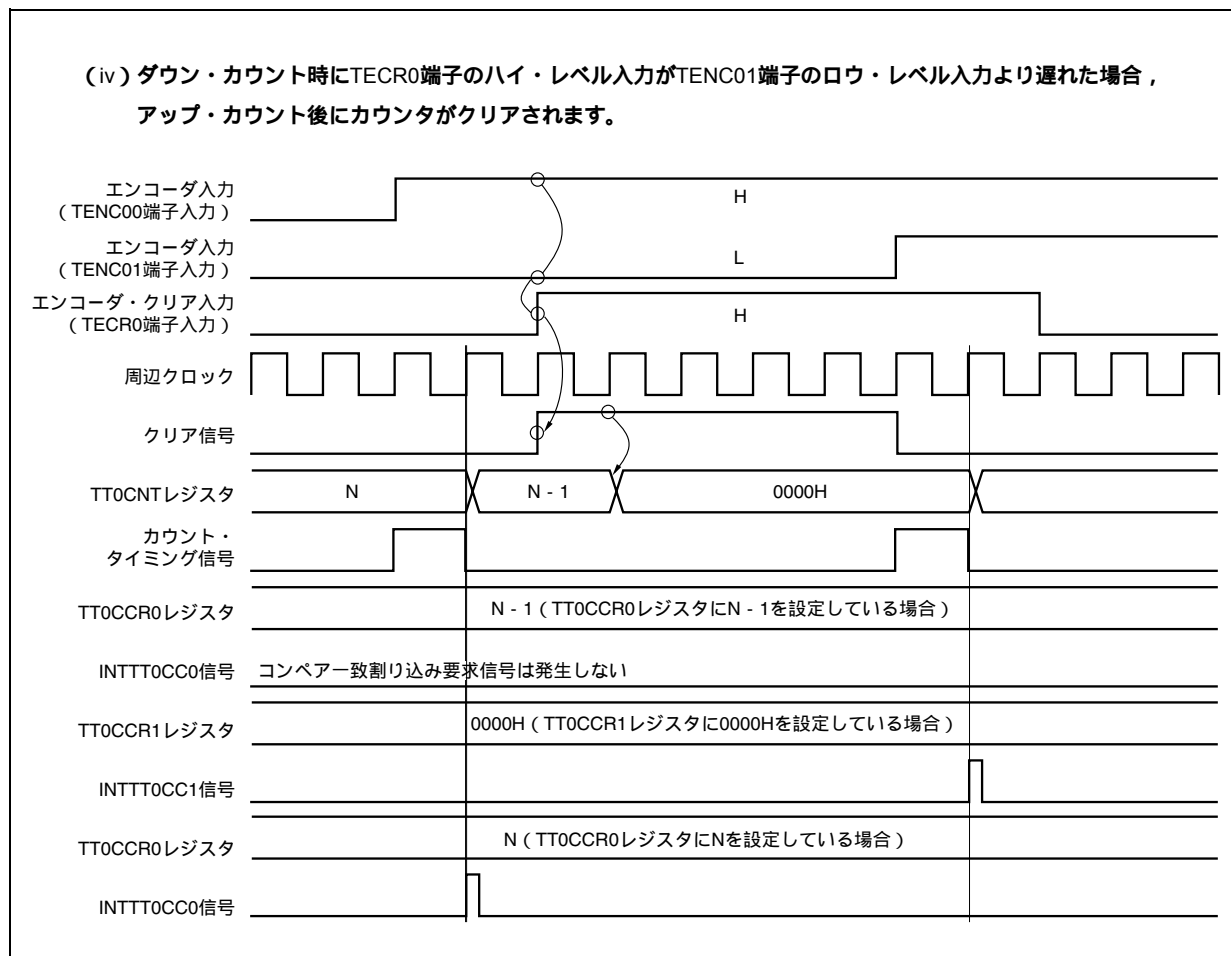 （iv）ダウン・カウント時にTECR0端子のハイ・レベル入力がTENC01端子のロウ・レベル入力より遅れた場合，
アップ・カウント後にカウンタがクリアされます。
エンコーダ入力
（TENC00端子入力）
H
エンコーダ入力
（TENC01端子入力）
L
エンコーダ・クリア入力
（TECR0端子入力）
H
周辺クロック
クリア信号
TT0CNTレジスタ
N
N - 1
0000H
カウント・
タイミング信号
TT0CCR0レジスタ
N - 1（TT0CCR0レジスタにN - 1を設定している場合）
INTTT0CC0信号
コンペア一致割り込み要求信号は発生しない
TT0CCR1レジスタ
0000H（TT0CCR1レジスタに0000Hを設定している場合）
INTTT0CC1信号
TT0CCR0レジスタ
N（TT0CCR0レジスタにNを設定している場合）
INTTT0CC0信号